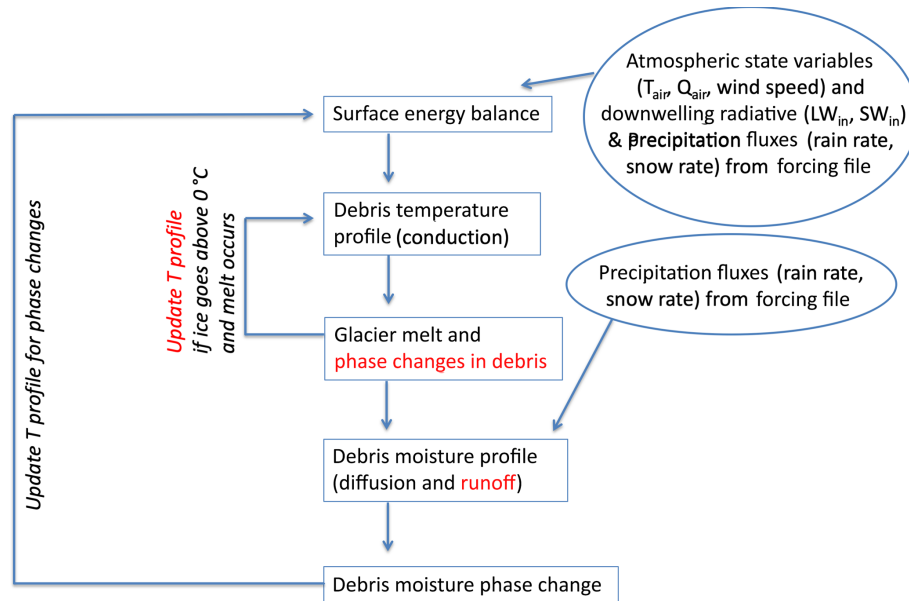 Atmospheric state variables
(Tair, Qair, wind speed) and
downwelling radiative (LWin, SWin)
& Precipitation fluxes (rain rate,
snow rate) from forcing file
Surface energy balance
Debris temperature
profile (conduction)
Precipitation fluxes (rain rate,
snow rate) from forcing file
Glacier melt and
phase changes in debris
Debris moisture profile
(diffusion and runoff)
Debris moisture phase change
Update T profile
if ice goes above 0 °C
and melt occurs
Update T profile for phase changes